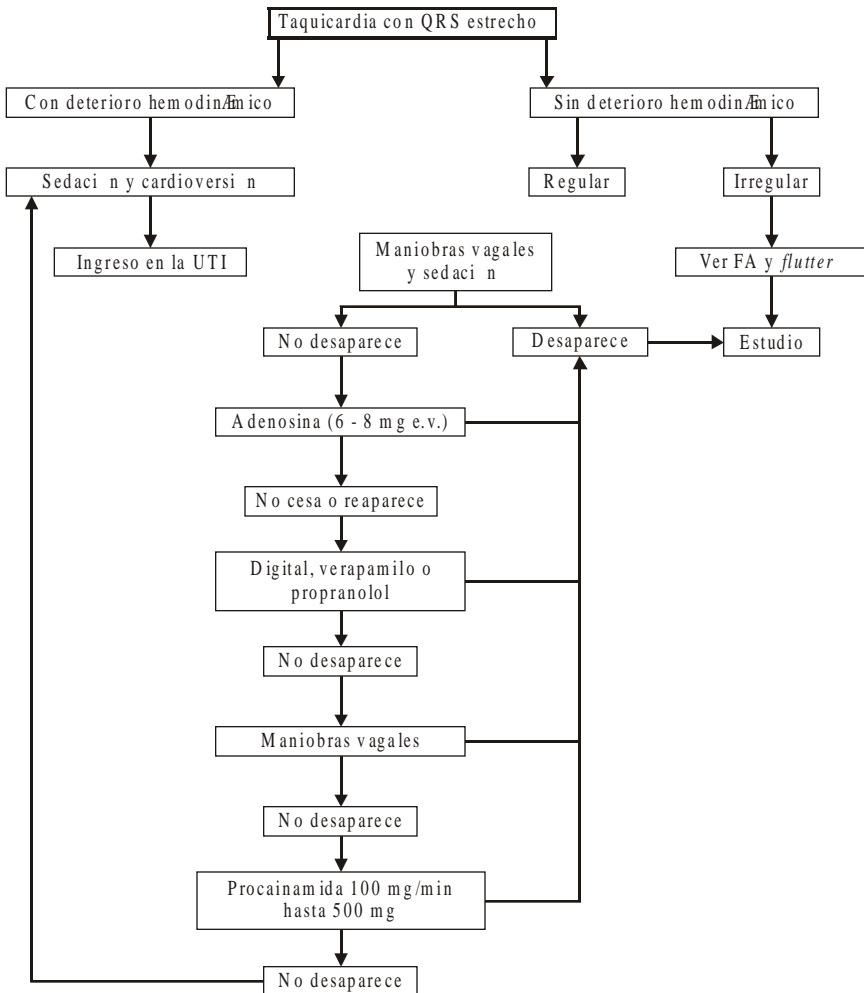 Taquicardia con QRS estrecho
Con deterioro hemodinÆmico
Sin deterioro hemodinÆmico
Sedaci n y cardioversi n
Regular
Irregular
Ingreso en la UTI
Maniobras vagales
y sedaci n
Ver FA y flutter
No desaparece
Desaparece
Estudio
Adenosina (6 - 8 mg e.v.)
No cesa o reaparece
Digital, verapamilo o
propranolol
No desaparece
Maniobras vagales
No desaparece
Procainamida 100 mg/min
hasta 500 mg
No desaparece